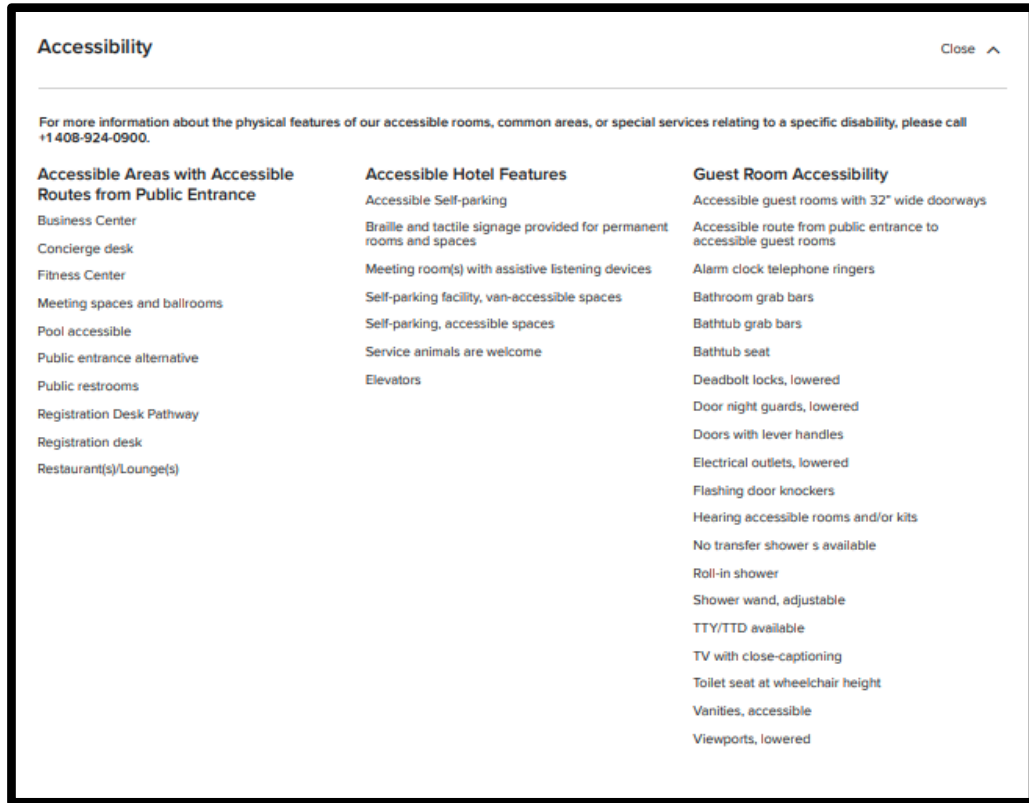 Accessibility
Close
For more information about the physical features of our accessible rooms, common areas, or special services relating to a specific disability, please call
+1 408-924-0900.
Accessible Areas with Accessible
Routes from Public Entrance
Business Center
Concierge desk
Fitness Center
Meeting spaces and ballrooms
Pool accessible
Public entrance alternative
Public restrooms
Registration Desk Pathway
Registration desk
Restaurant(s)/Lounge(s)
Accessible Hotel Features
Accessible Self-parking
Braille and tactile signage provided for permanent
rooms and spaces
Meeting room(s) with assistive listening devices
Self-parking facility, van-accessible spaces
Self-parking, accessible spaces
Service animals are welcome
Elevators
Guest Room Accessibility
Accessible guest rooms with 32" wide doorways
Accessible route from public entrance to
accessible guest rooms
Alarm clock telephone ringers
Bathroom grab bars
Bathtub grab bars
Bathtub seat
Deadbolt locks, lowered
Door night guards, lowered
Doors with lever handles
Electrical outlets, lowered
Flashing door knockers
Hearing accessible rooms and/or kits
No transfer shower s available
Roll-in shower
Shower wand, adjustable
TTY/TTD available
TV with close-captioning
Toilet seat at wheelchair height
Vanities, accessible
Viewports, lowered